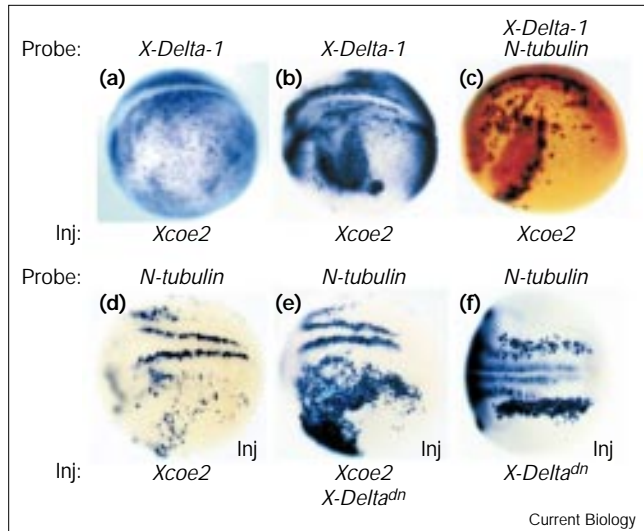 X-Delta-1
Probe: X-Delta-1 X-Delta-1 N-tubulin
(a) (b) (c)
Inj: Xcoe2 Xcoe2 Xcoe2
Probe: N-tubulin N-tubulin N-tubulin
(d) (e) (f)
Inj Inj Inj
Inj: Xcoe2 Xcoe2 X-Deltadn
X-Deltadn
Current Biology